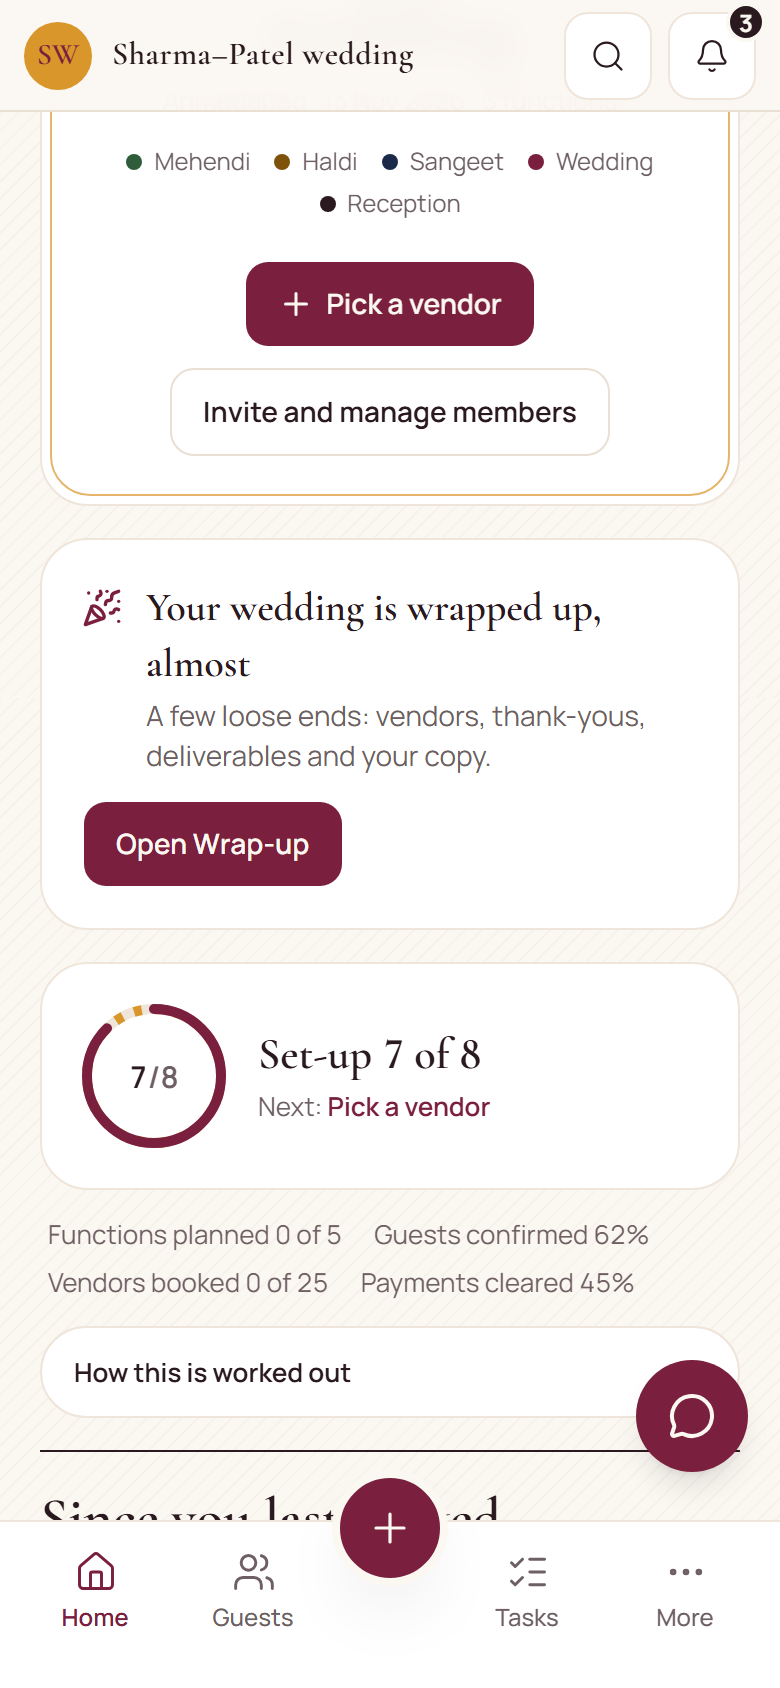 SW
Sharma–Patel wedding
3
Mehendi Haldi Sangeet Wedding
Reception
Pick a vendor
Invite and manage members
Your wedding is wrapped up,
almost
A few loose ends: vendors, thank-yous,
deliverables and your copy.
Open Wrap-up
7/8
Set-up 7 of 8
Next: Pick a vendor
Functions planned 0 of 5 Guests confirmed 62%
Vendors booked 0 of 25 Payments cleared 45%
How this is worked out
Since you last
Home Guests Tasks More